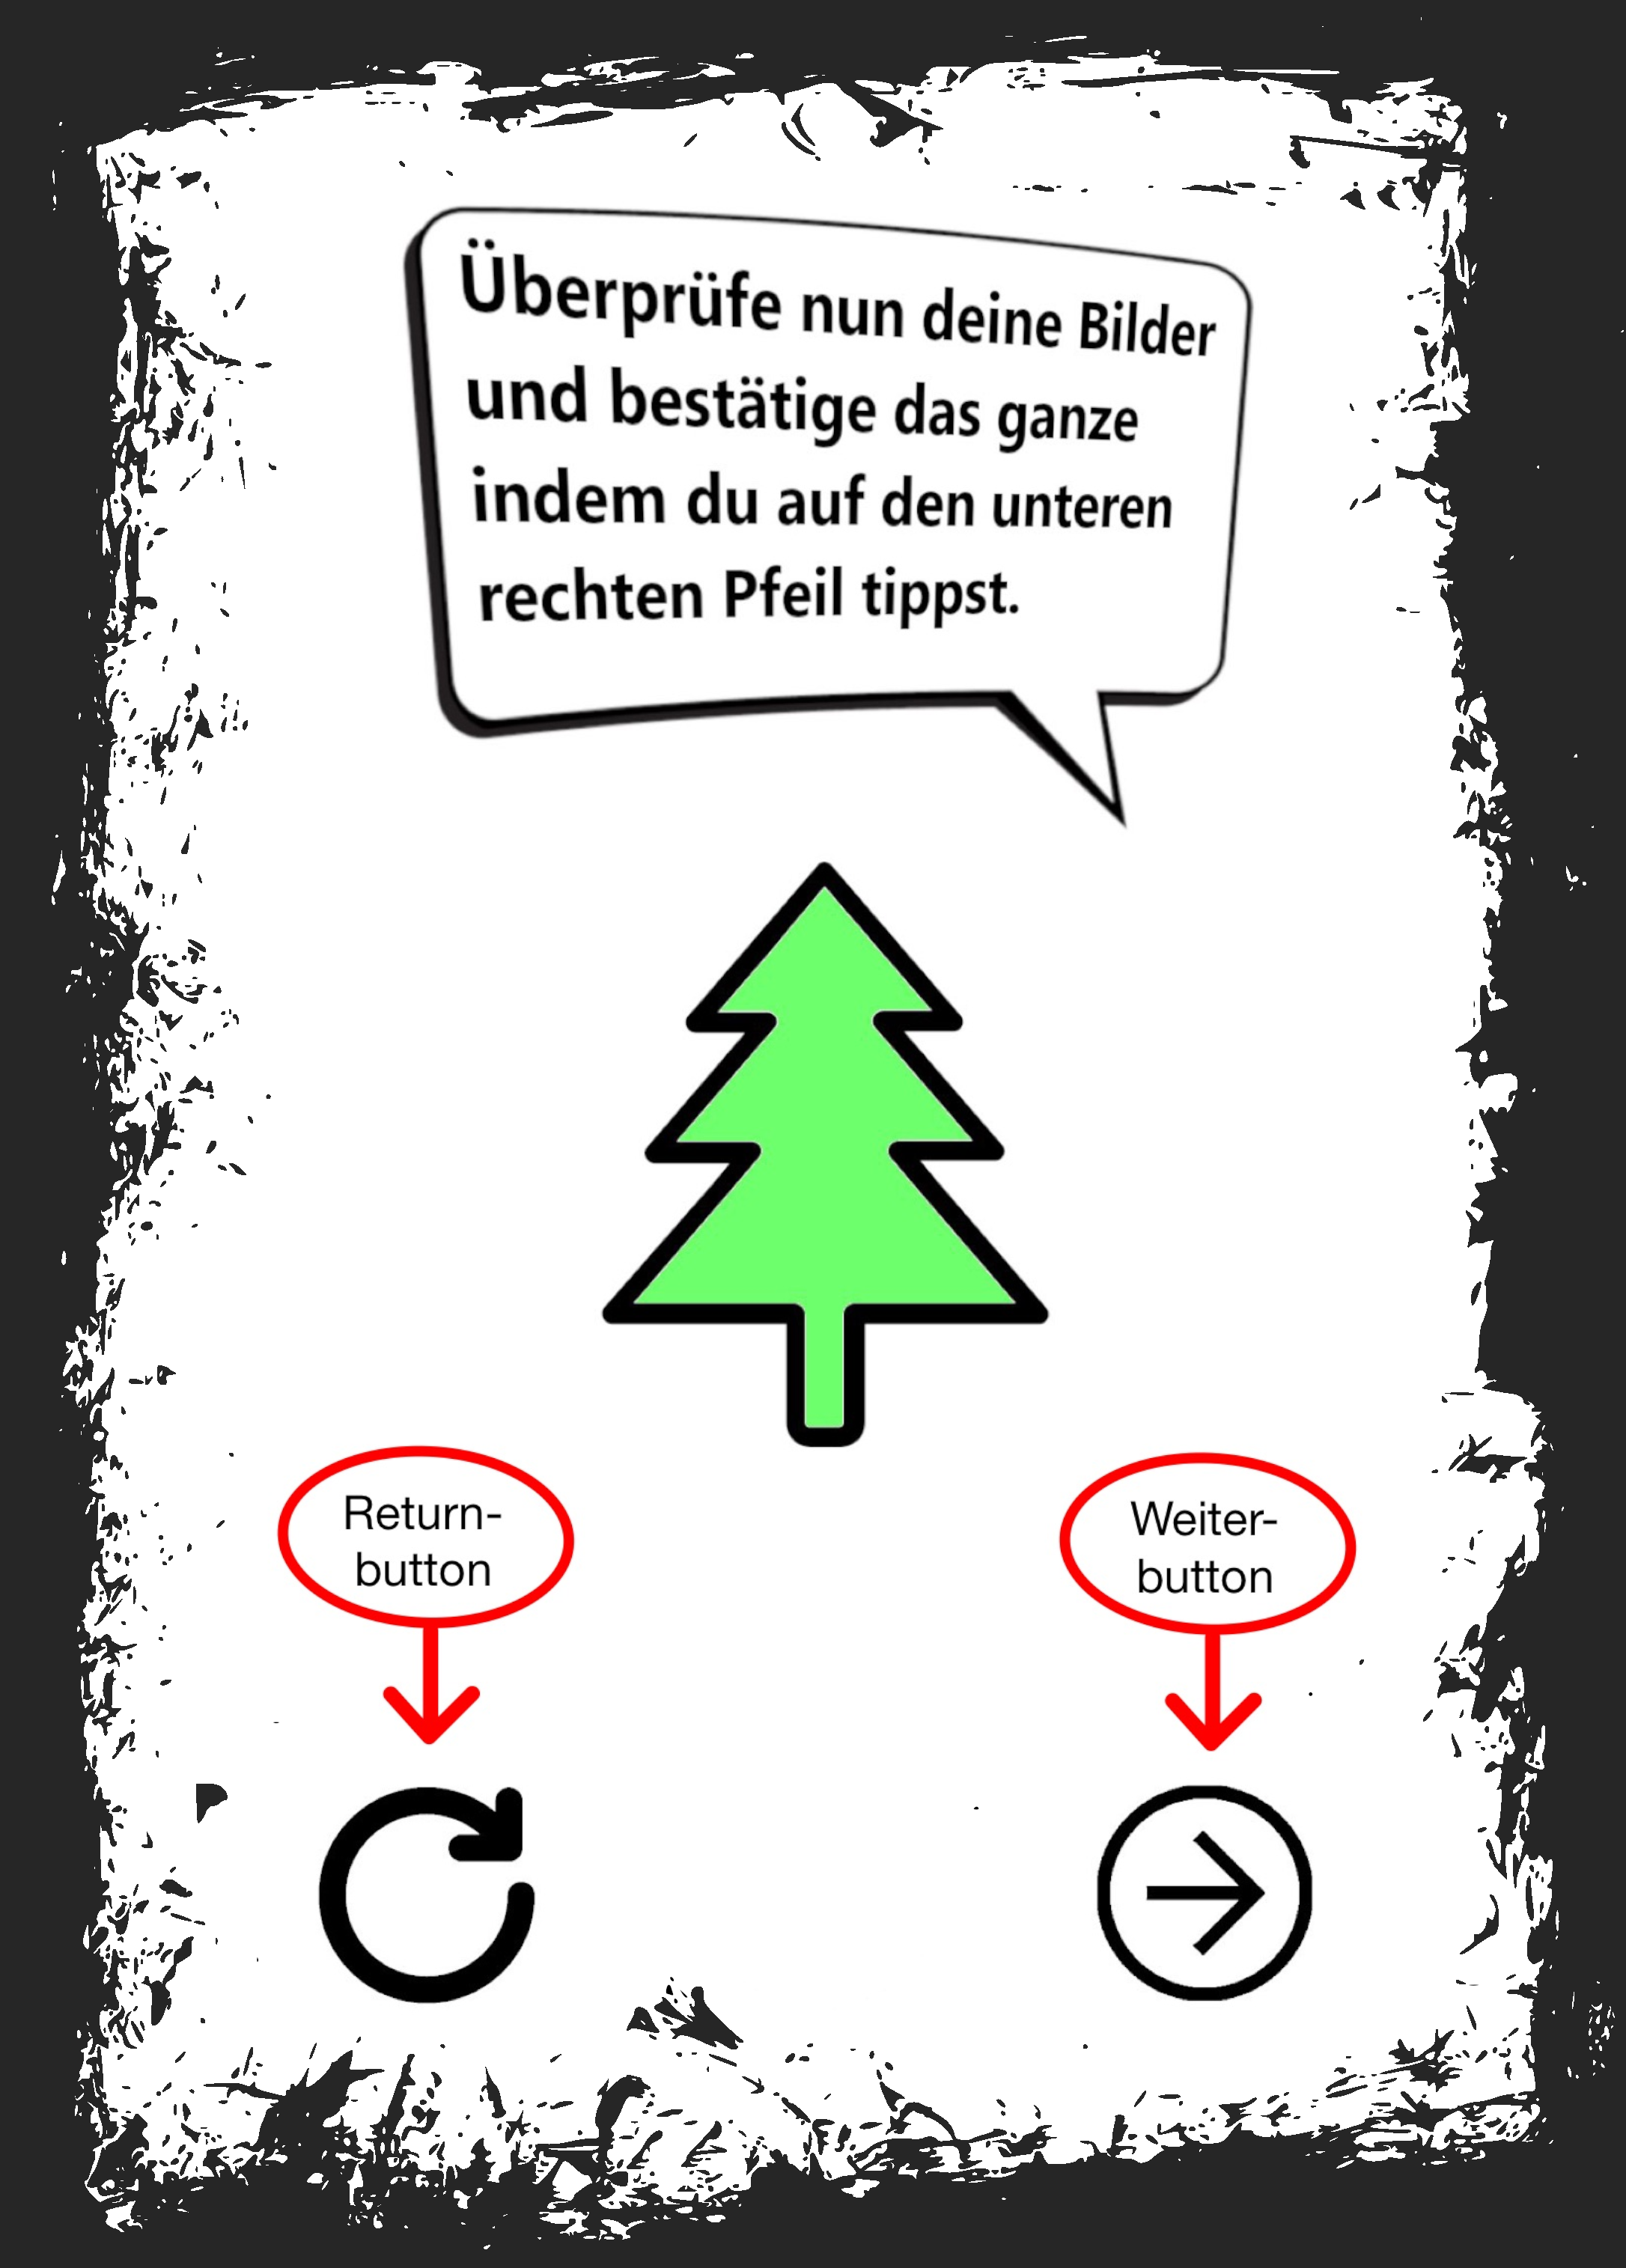 Überprüfe nun deine Bilder
und bestätige das ganze
indem du auf den unteren
rechten Pfeil tippst.
Return-
button
Weiter-
button